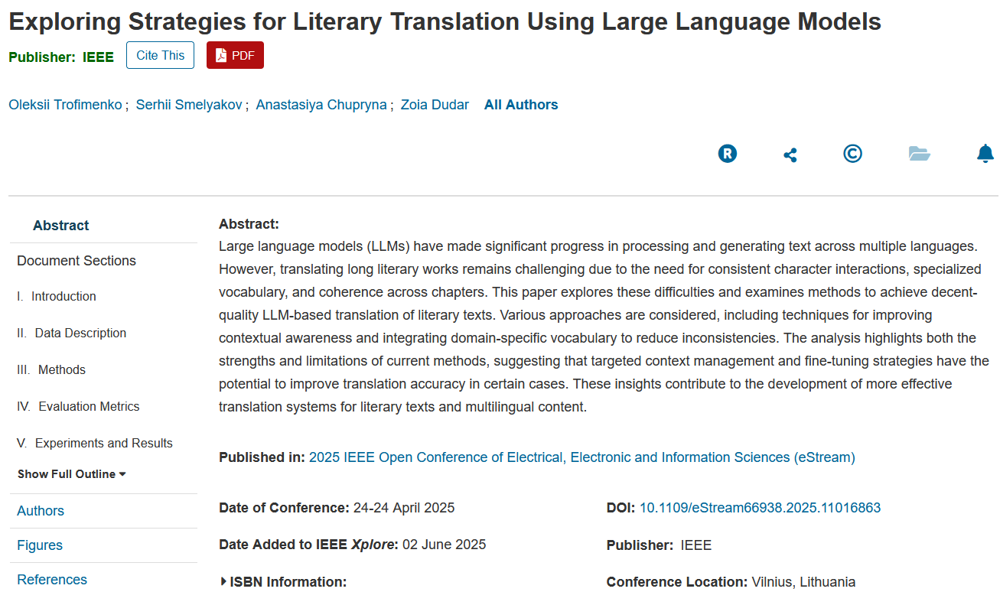 Exploring Strategies for Literary Translation Using Large Language Models
Publisher: IEEE Cite This PDF
Oleksii Trofimenko ; Serhii Smelyakov ; Anastasiya Chupryna ; Zoia Dudar All Authors
R
©
Abstract
Document Sections
I. Introduction
II. Data Description
III. Methods
IV. Evaluation Metrics
V. Experiments and Results
Show Full Outline
Authors
Figures
References
Abstract:
Large language models (LLMs) have made significant progress in processing and generating text across multiple languages.
However, translating long literary works remains challenging due to the need for consistent character interactions, specialized
vocabulary, and coherence across chapters. This paper explores these difficulties and examines methods to achieve decent-
quality LLM-based translation of literary texts. Various approaches are considered, including techniques for improving
contextual awareness and integrating domain-specific vocabulary to reduce inconsistencies. The analysis highlights both the
strengths and limitations of current methods, suggesting that targeted context management and fine-tuning strategies have the
potential to improve translation accuracy in certain cases. These insights contribute to the development of more effective
translation systems for literary texts and multilingual content.
Published in: 2025 IEEE Open Conference of Electrical, Electronic and Information Sciences (eStream)
Date of Conference: 24-24 April 2025
Date Added to IEEE Xplore: 02 June 2025
ISBN Information:
DOI: 10.1109/eStream66938.2025.11016863
Publisher: IEEE
Conference Location: Vilnius, Lithuania